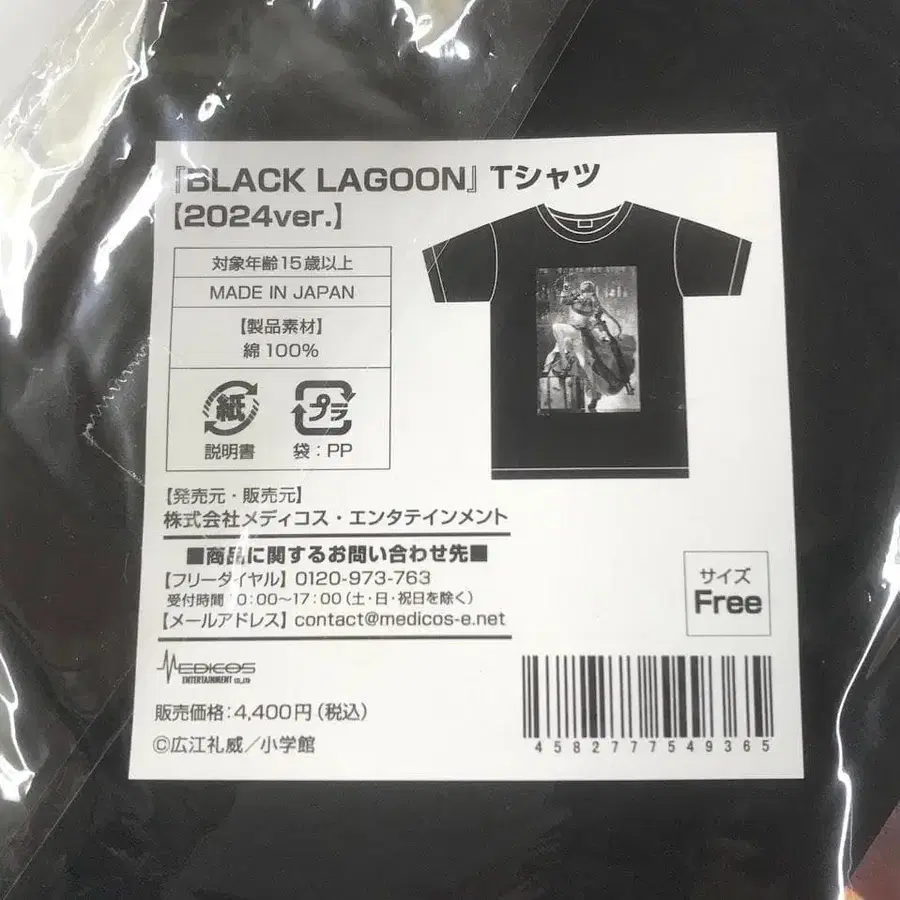 『BLACK LAGOON』 Tシャツ
【2024ver.】
対象年齢15歳以上
MADE IN JAPAN
【製品素材】
綿100%
紙
説明書
プラ
袋:PP
【発売元・販売元】
株式会社メディコス・エンタテインメント
■商品に関するお問い合わせ先■
【フリーダイヤル】0120-973-763
受付時間 10:00〜17:00(土・日・祝日を除く)
【メールアドレス】contact@medicos-e.net
サイズ
Free
MEDICOS
ENTERTAINMENT CO.,LTD
販売価格:4,400円(税込)
©広江礼威/小学館
4582777549365